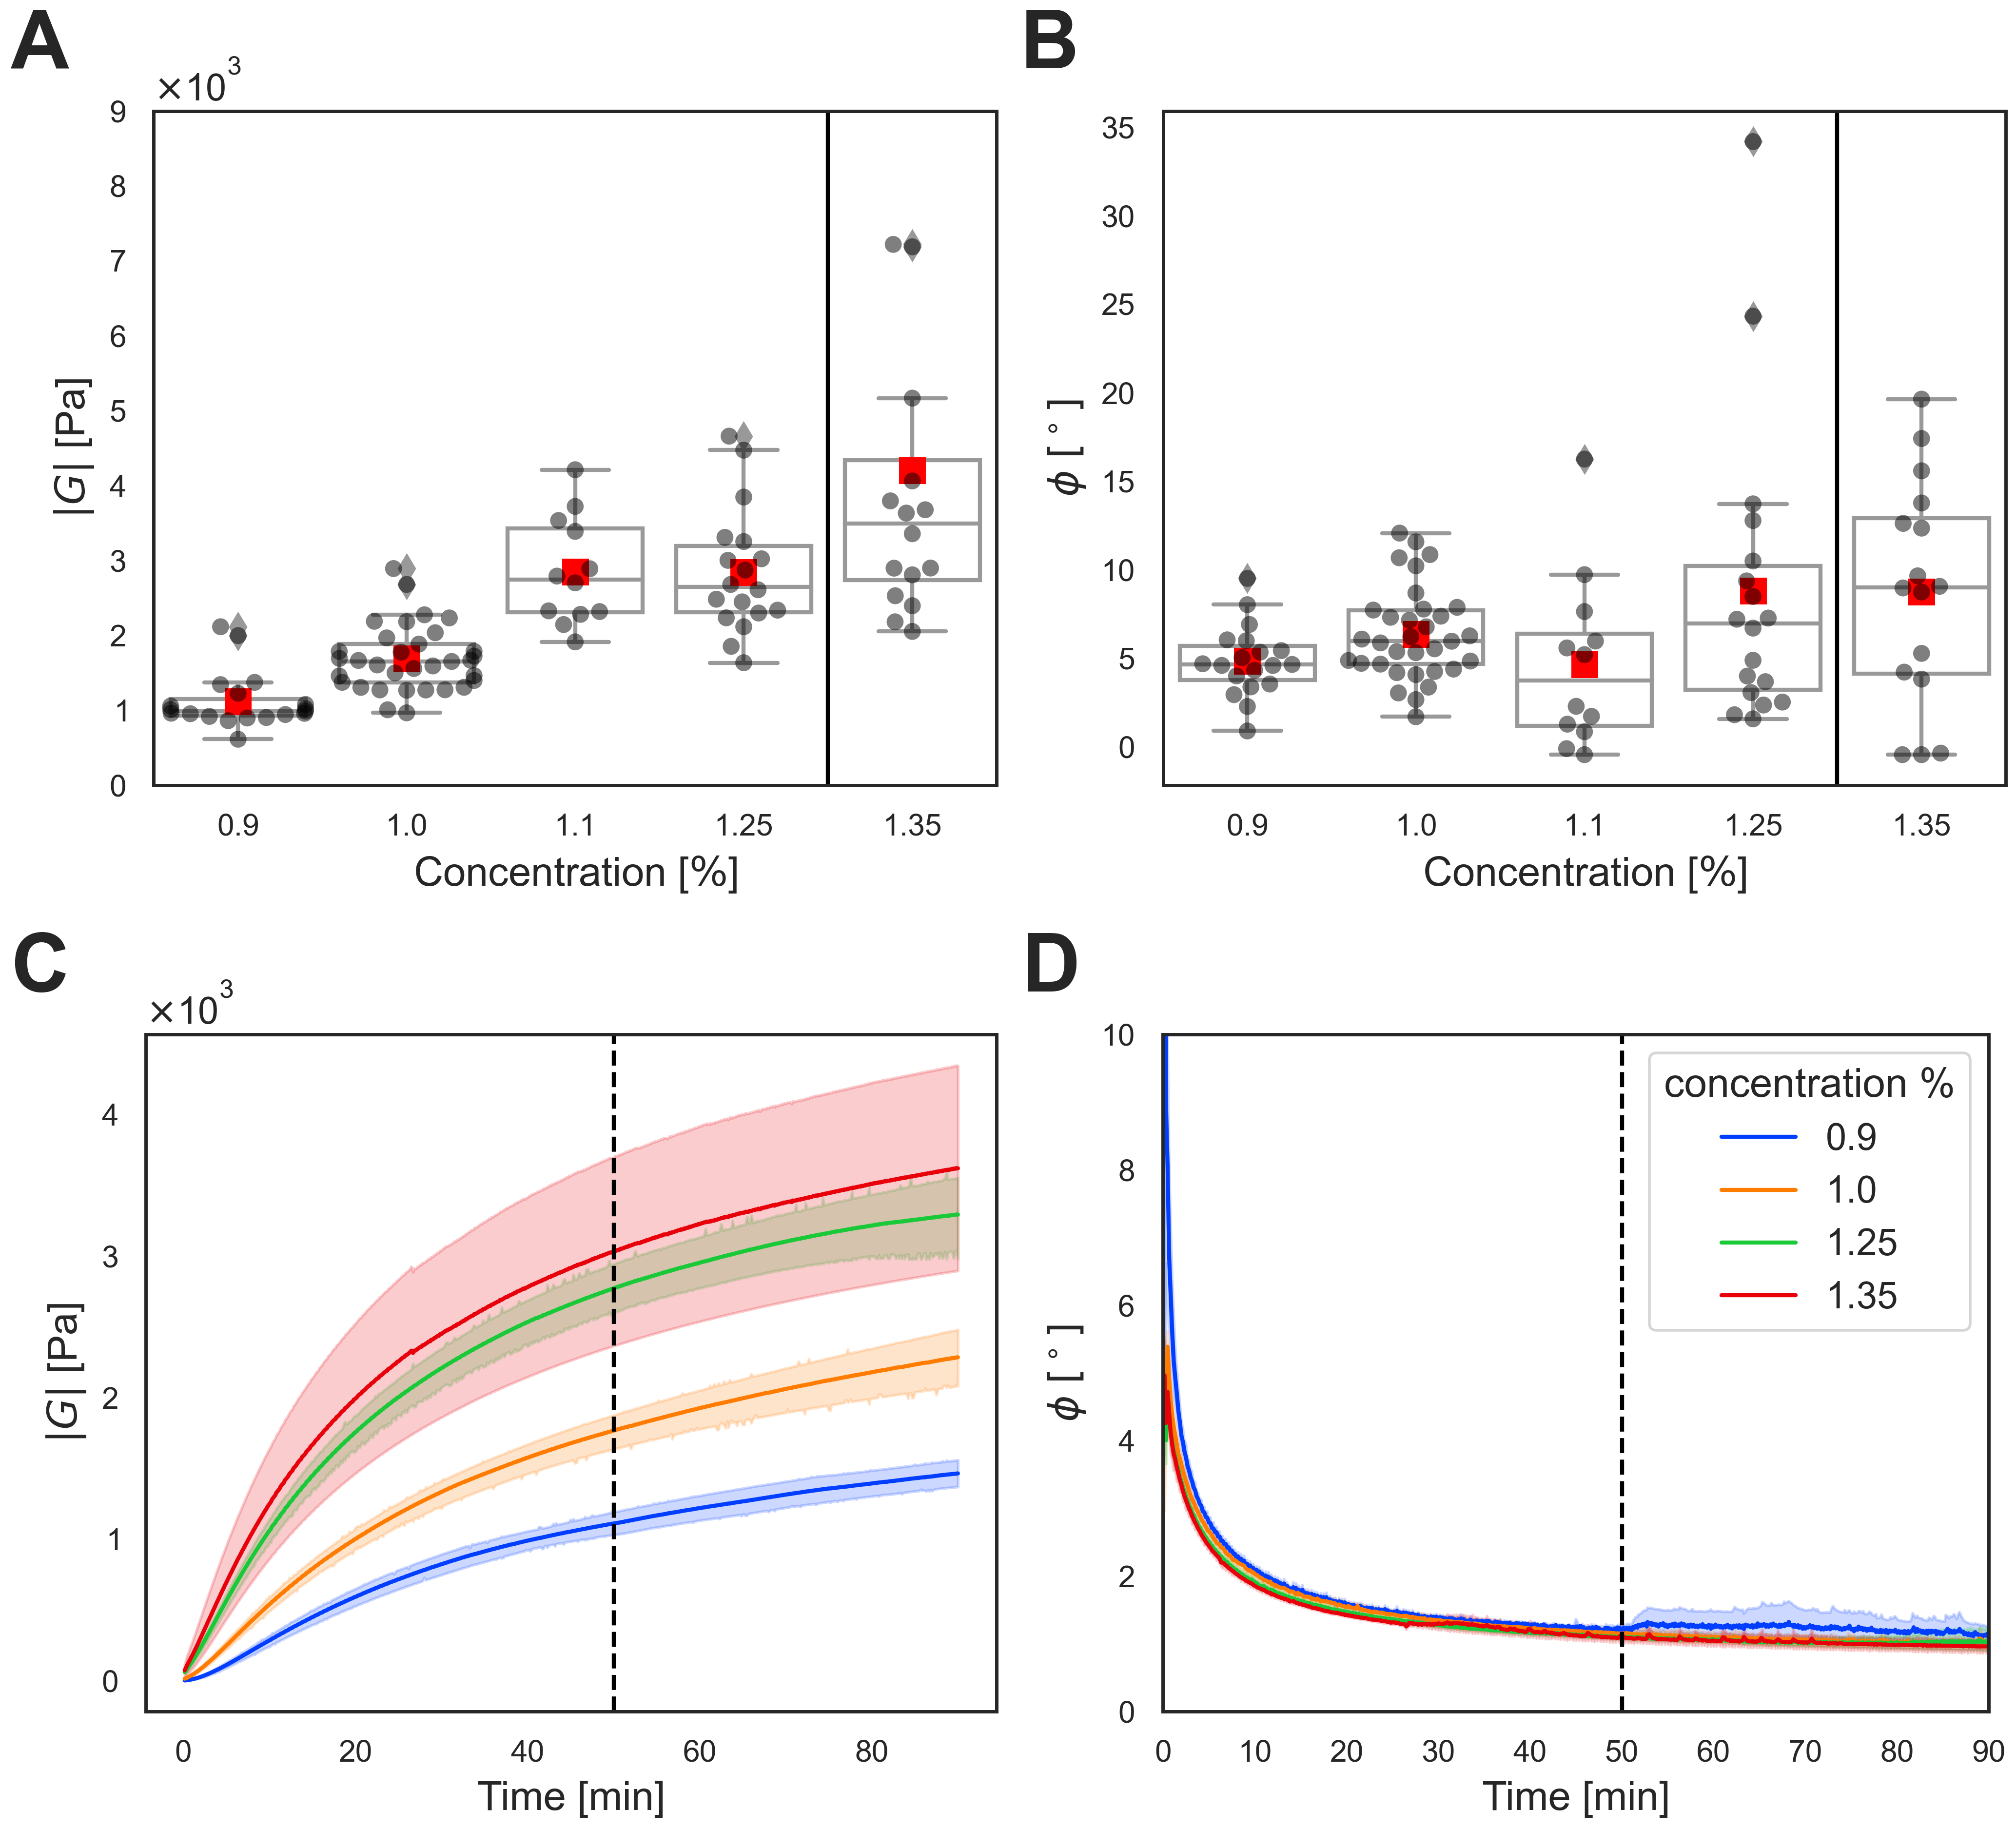 A
×10³
9
8
7
6
5
4
3
2
1
0
|G| [Pa]
0.9 1.0 1.1 1.25 1.35
Concentration [%]
B
35
30
25
20
15
10
5
0
ϕ [°]
0.9 1.0 1.1 1.25 1.35
Concentration [%]
C
×10³
4
3
2
1
0
|G| [Pa]
0 20 40 60 80
Time [min]
D
10
8
6
4
2
0
ϕ [°]
concentration %
0.9
1.0
1.25
1.35
0 10 20 30 40 50 60 70 80 90
Time [min]